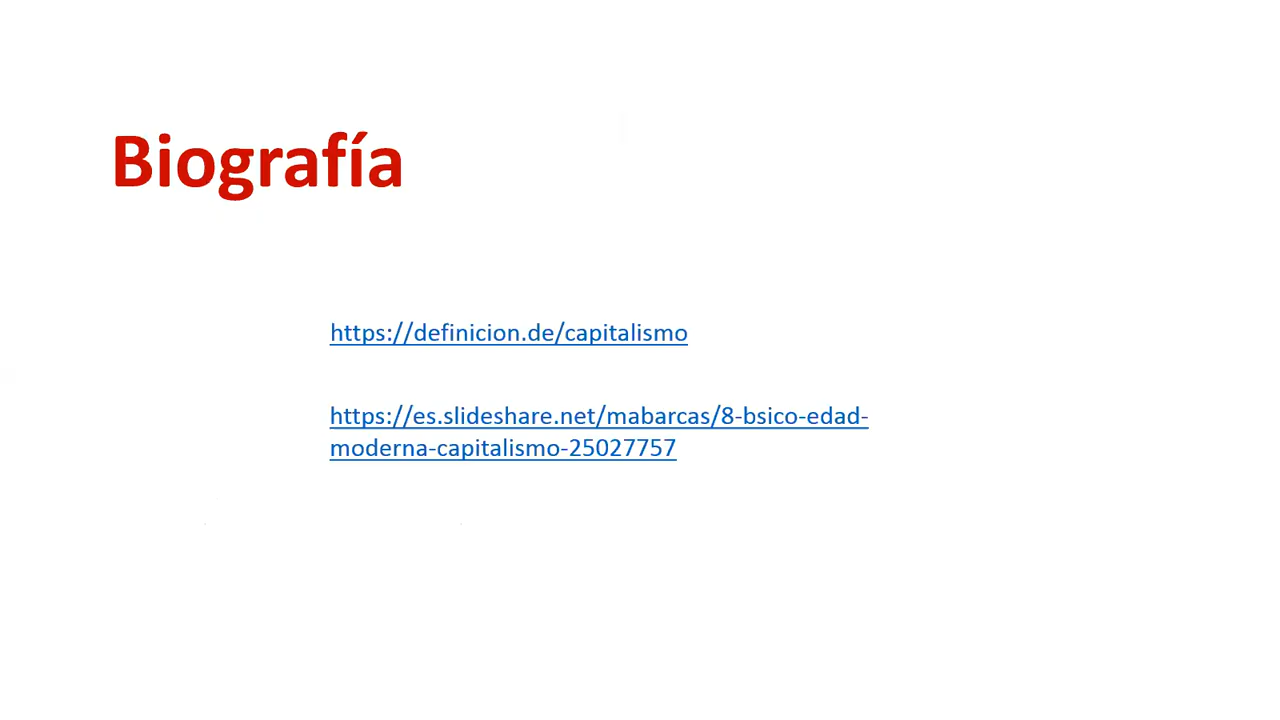 Biografía
https://definicion.de/capitalismo
https://es.slideshare.net/mabarcas/8-bsico-edad-
moderna-capitalismo-25027757